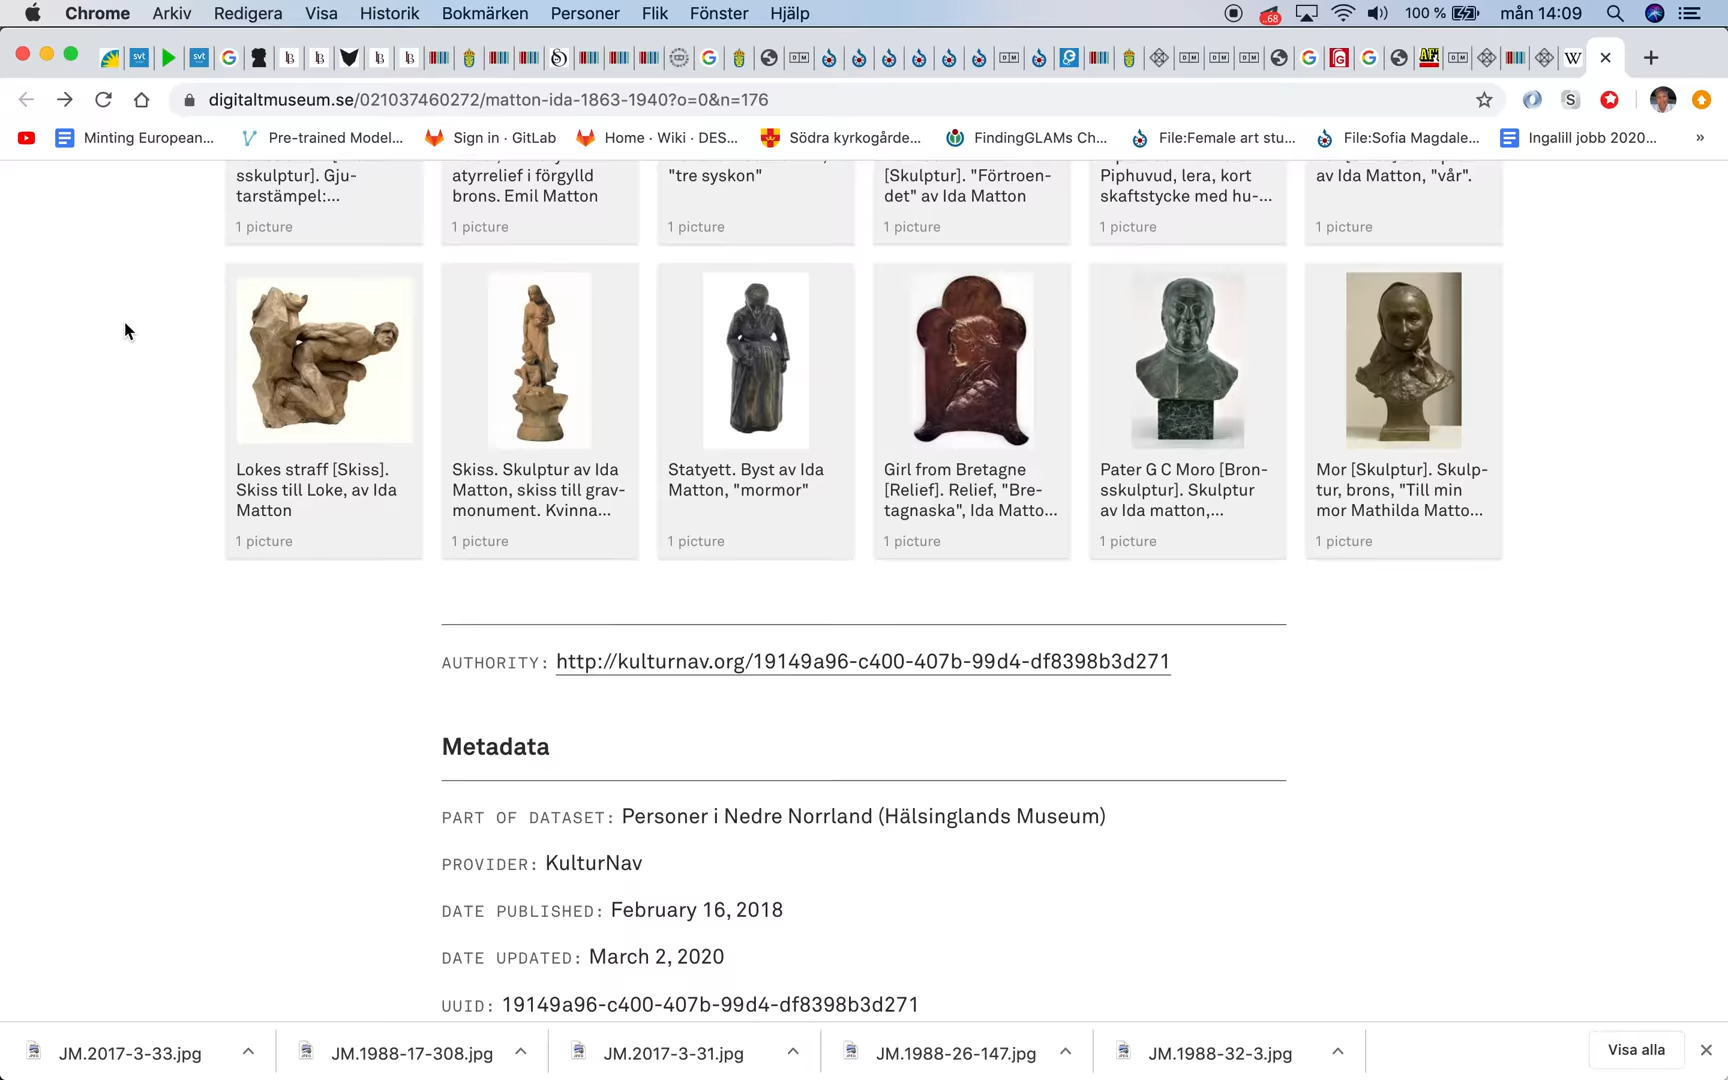 Chrome Arkiv Redigera Visa Historik Bokmärken Personer Flik Fönster Hjälp ..68 100 % mån 14:09
digitaltmuseum.se/021037460272/matton-ida-1863-1940?o=0&n=176
Minting European... Pre-trained Model... Sign in · GitLab Home · Wiki · DES... Södra kyrkogårde... FindingGLAMs Ch... File:Female art stu... File:Sofia Magdale... Ingalill jobb 2020... »
sskulptur]. Gju-
tarstämpel:...
1 picture
atyrrelief i förgylld
brons. Emil Matton
1 picture
"tre syskon"
1 picture
[Skulptur]. "Förtroen-
det" av Ida Matton
1 picture
Piphuvud, lera, kort
skaftstycke med hu-...
1 picture
av Ida Matton, "vår".
1 picture
Lokes straff [Skiss].
Skiss till Loke, av Ida
Matton
1 picture
Skiss. Skulptur av Ida
Matton, skiss till grav-
monument. Kvinna...
1 picture
Statyett. Byst av Ida
Matton, "mormor"
1 picture
Girl from Bretagne
[Relief]. Relief, "Bre-
tagnaska", Ida Matto...
1 picture
Pater G C Moro [Bron-
sskulptur]. Skulptur
av Ida matton,...
1 picture
Mor [Skulptur]. Skulp-
tur, brons, "Till min
mor Mathilda Matto...
1 picture
AUTHORITY: http://kulturnav.org/19149a96-c400-407b-99d4-df8398b3d271
Metadata
PART OF DATASET: Personer i Nedre Norrland (Hälsinglands Museum)
PROVIDER: KulturNav
DATE PUBLISHED: February 16, 2018
DATE UPDATED: March 2, 2020
UUID: 19149a96-c400-407b-99d4-df8398b3d271
JM.2017-3-33.jpg JM.1988-17-308.jpg JM.2017-3-31.jpg JM.1988-26-147.jpg JM.1988-32-3.jpg Visa alla